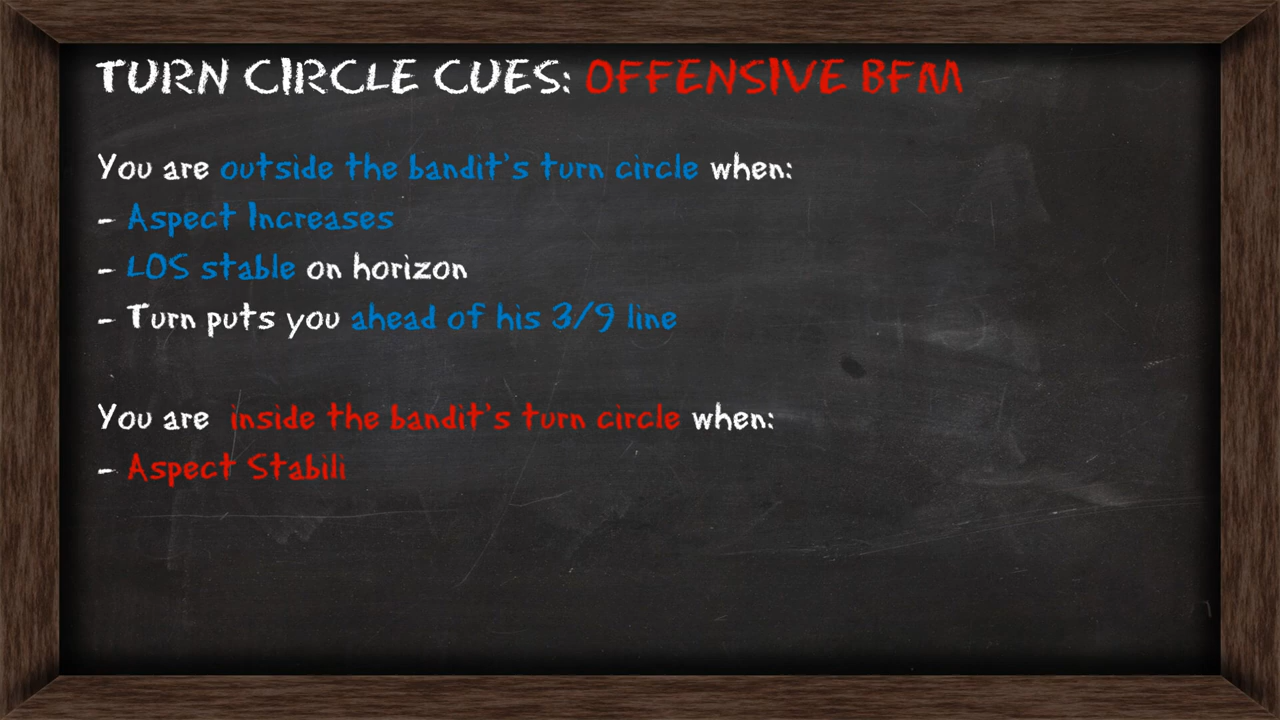 TURN CIRCLE CUES: OFFENSIVE BFM
You are outside the bandit's turn circle when:
- Aspect Increases
- LOS stable on horizon
- Turn puts you ahead of his 3/9 line
You are inside the bandit's turn circle when:
- Aspect Stabili